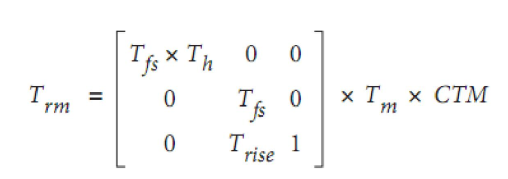 T_fs × T_h 0 0
T_rm = 0 T_fs 0 × T_m × CTM
0 T_rise 1